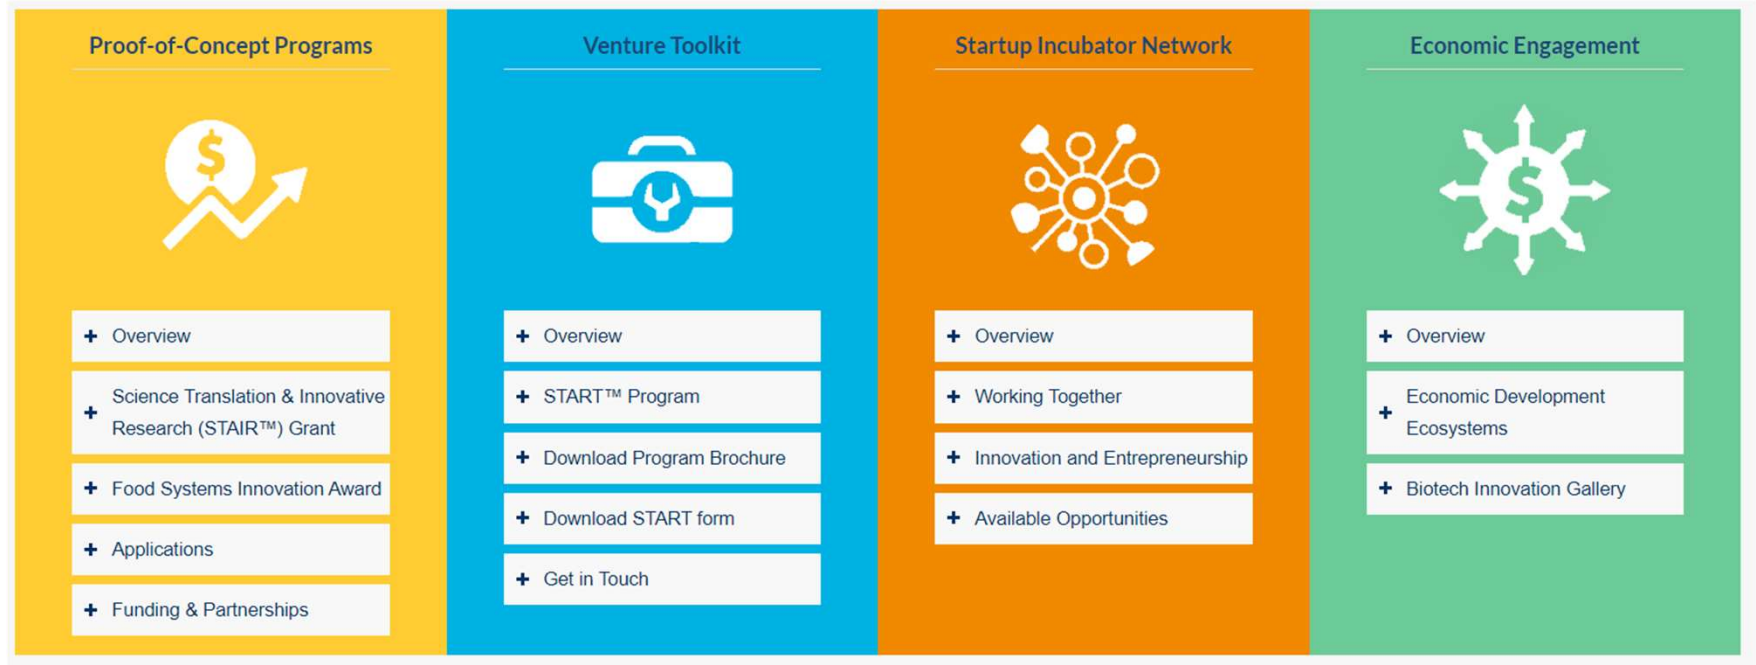 Proof-of-Concept Programs
$
+ Overview
+ Science Translation & Innovative
Research (STAIR™) Grant
+ Food Systems Innovation Award
+ Applications
+ Funding & Partnerships
Venture Toolkit
+ Overview
+ START™ Program
+ Download Program Brochure
+ Download START form
+ Get in Touch
Startup Incubator Network
+ Overview
+ Working Together
+ Innovation and Entrepreneurship
+ Available Opportunities
Economic Engagement
$
+ Overview
+ Economic Development
Ecosystems
+ Biotech Innovation Gallery